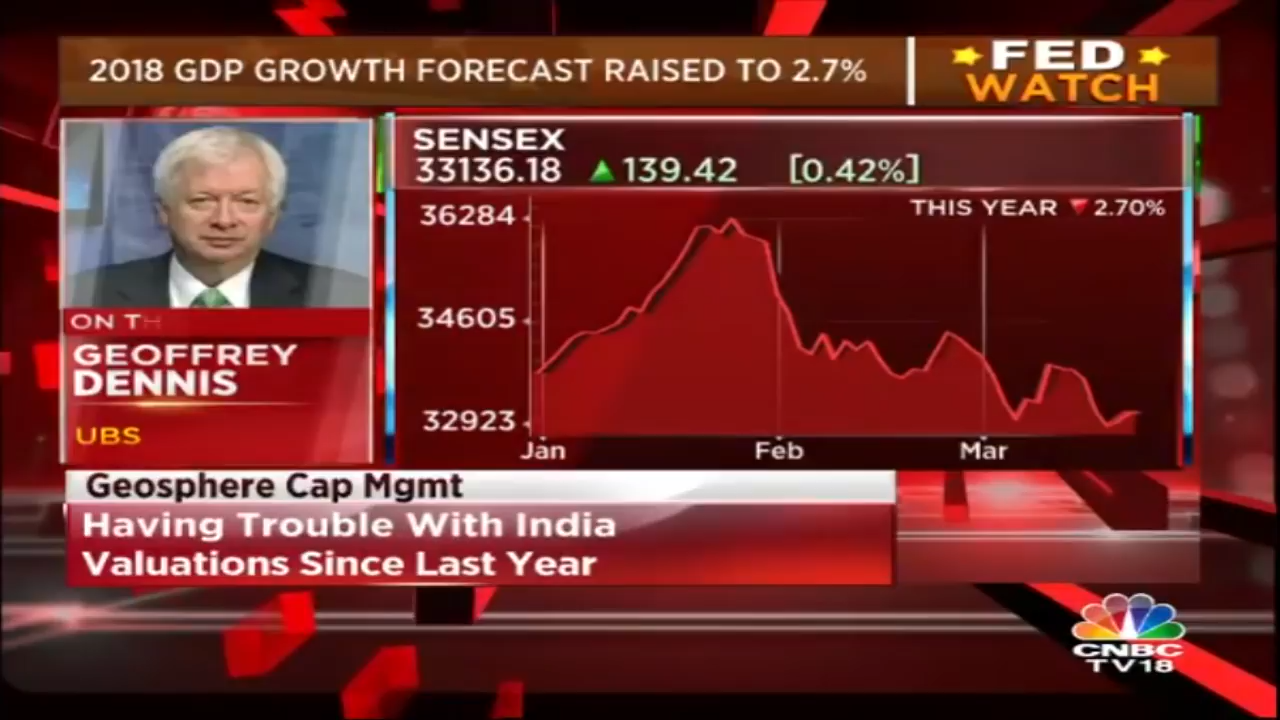 2018 GDP GROWTH FORECAST RAISED TO 2.7%
FED
WATCH
SENSEX
33136.18 ▲ 139.42 [0.42%]
THIS YEAR ▼ 2.70%
36284
34605
32923
Jan Feb Mar
ON TH
GEOFFREY
DENNIS
UBS
Geosphere Cap Mgmt
Having Trouble With India
Valuations Since Last Year
CNBC
TV18